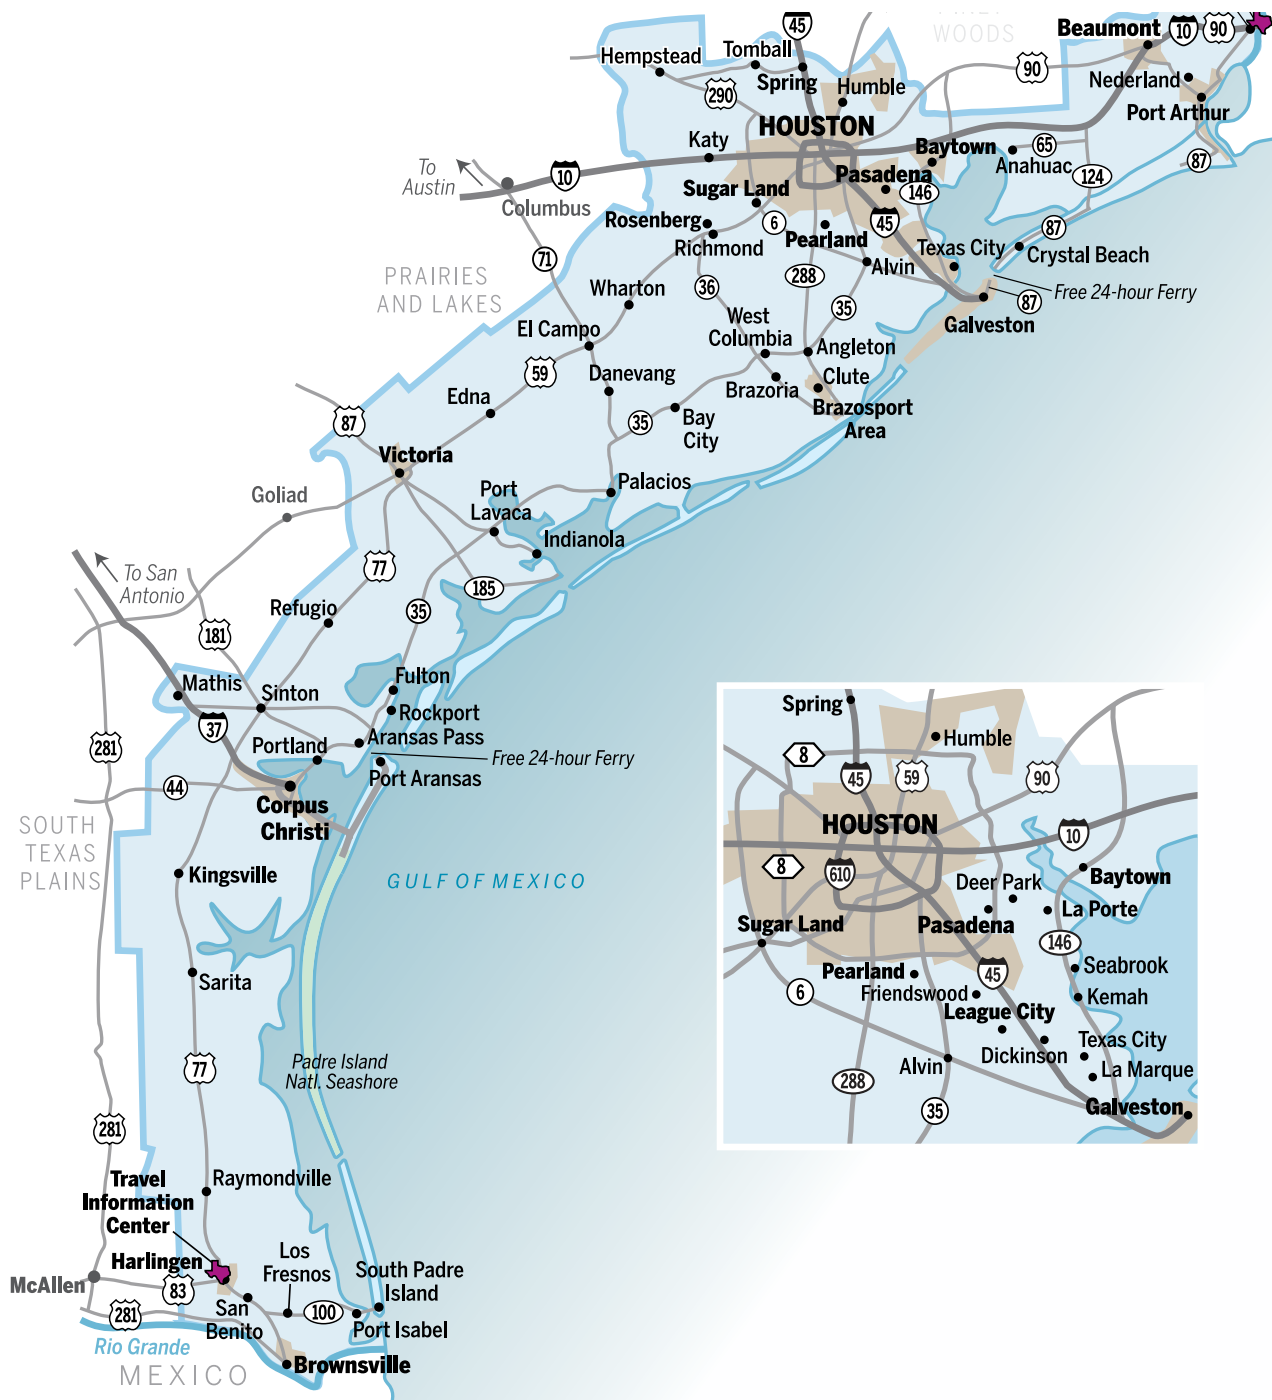 45
PINEY
WOODS
Beaumont
10
90
Hempstead
Tomball
Spring
90
Nederland
290
Humble
Port Arthur
HOUSTON
Katy
Baytown
65
Anahuac
87
To
Austin
10
Columbus
Pasadena
146
124
Sugar Land
Rosenberg
6
45
87
Richmond
Pearland
Texas City
Crystal Beach
71
Alvin
PRAIRIES
AND LAKES
36
288
Free 24-hour Ferry
Wharton
35
87
West
Columbia
Galveston
El Campo
Angleton
59
Danevang
Brazoria
Clute
Edna
Brazosport
Area
87
35
Bay
City
Victoria
Goliad
Port
Lavaca
Palacios
Indianola
To San
Antonio
77
185
Refugio
35
181
Mathis
Sinton
Fulton
Rockport
37
Aransas Pass
281
Portland
Free 24-hour Ferry
Port Aransas
44
Corpus
Christi
SOUTH
TEXAS
PLAINS
Kingsville
GULF OF MEXICO
Sarita
77
Padre Island
Natl. Seashore
281
Travel
Information
Center
Raymondville
Harlingen
Los
Fresnos
South Padre
Island
McAllen
83
281
San
Benito
100
Port Isabel
Rio Grande
MEXICO
Brownsville
Spring
Humble
8
45
59
90
HOUSTON
10
8
610
Deer Park
Baytown
La Porte
Sugar Land
Pasadena
146
Pearland
45
Seabrook
6
Friendswood
Kemah
League City
Dickinson
Texas City
Alvin
La Marque
288
35
Galveston